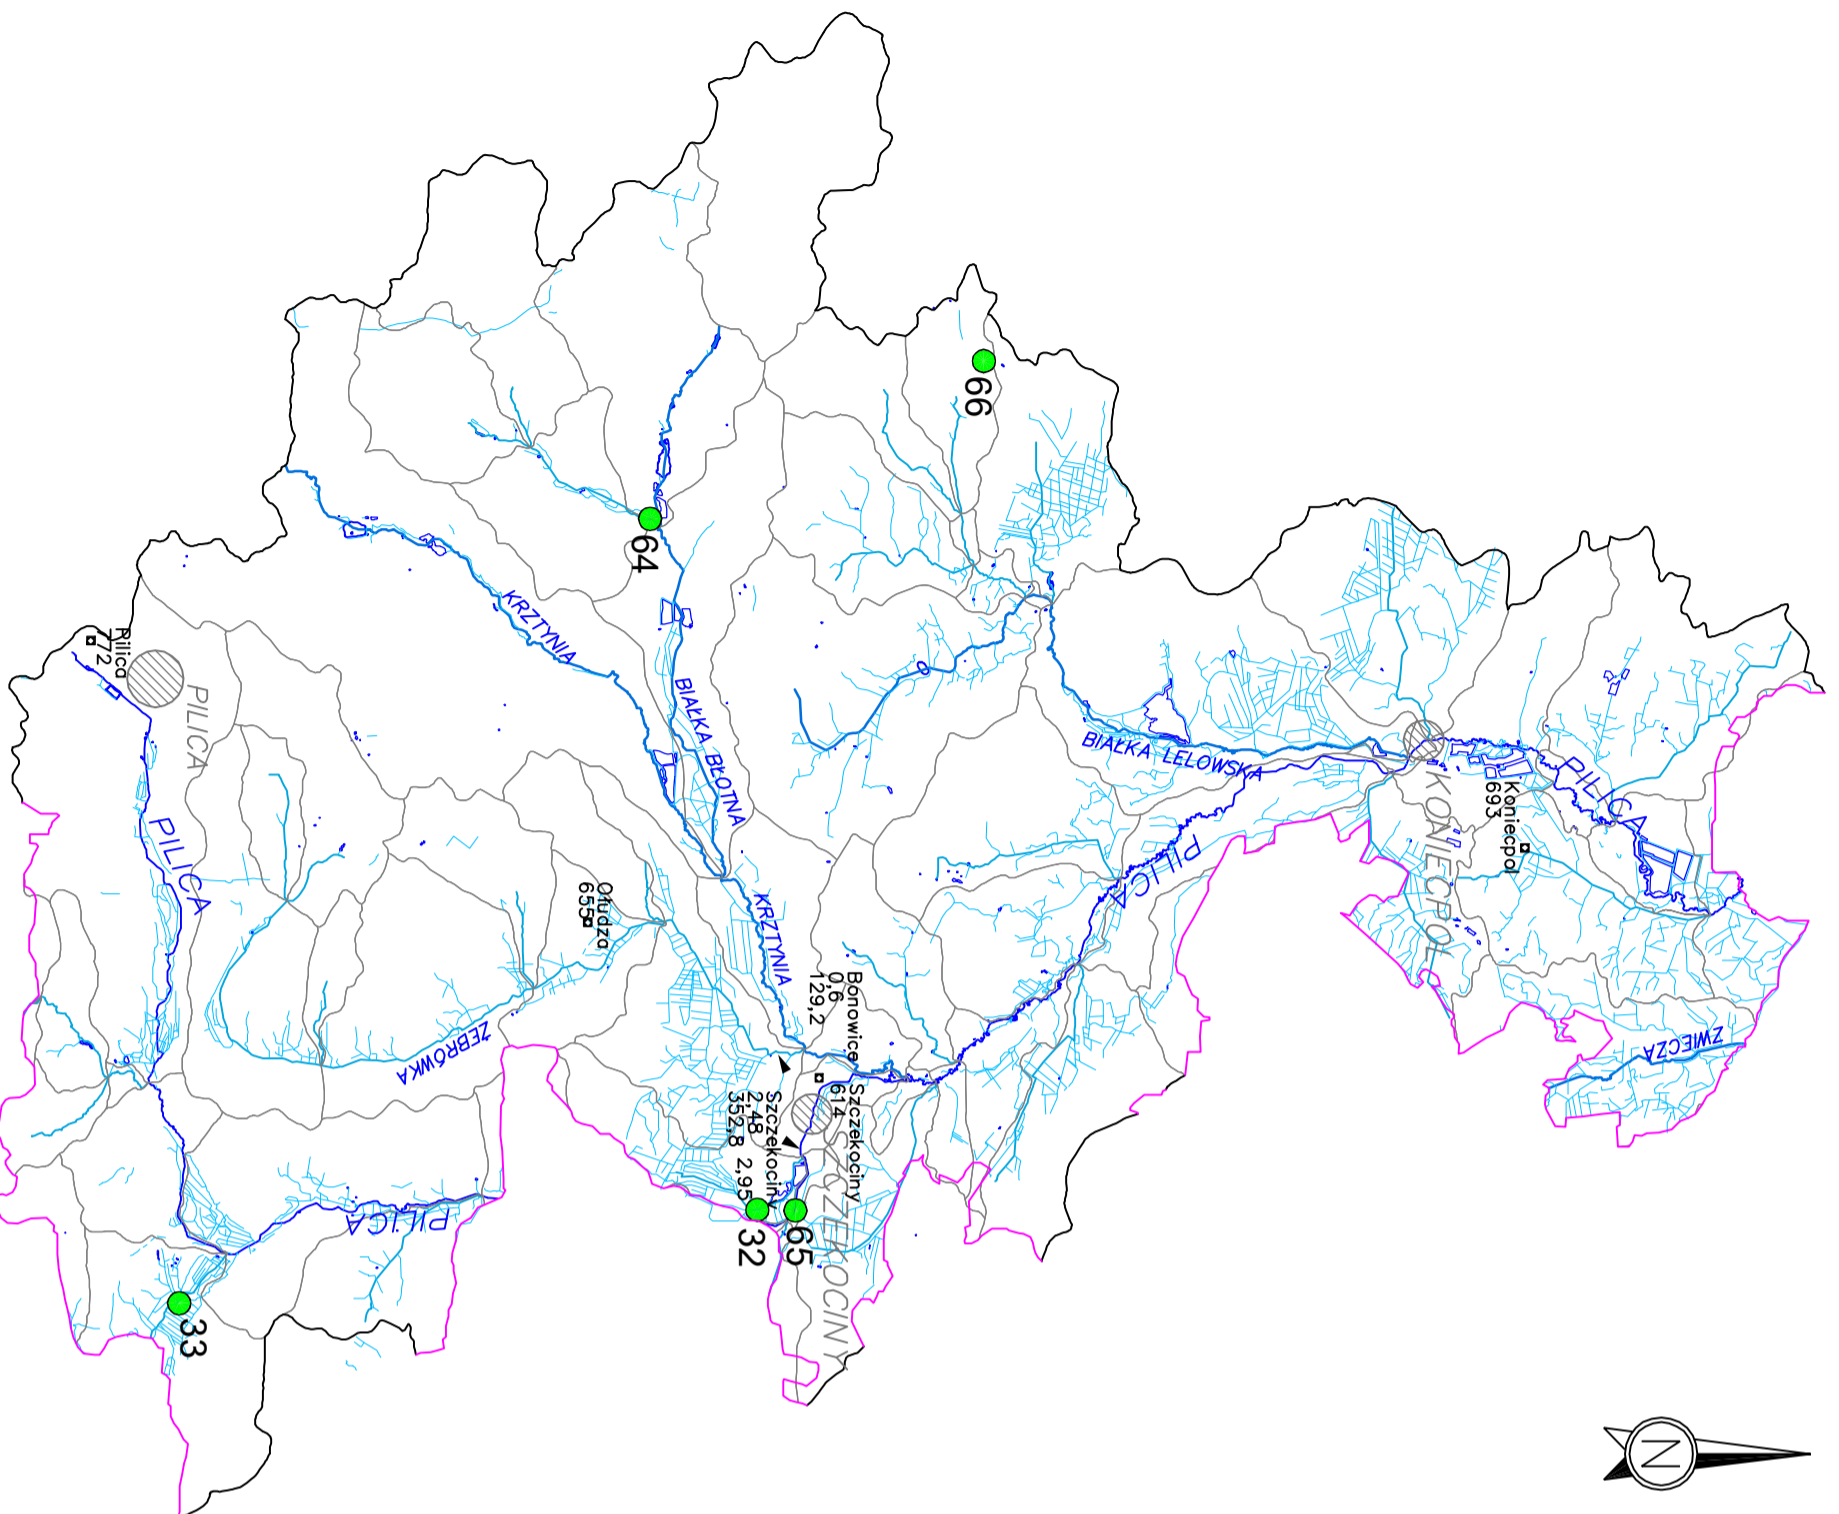 66
64
KRZTYNIA
BIAŁKA BŁOTNA
KRZTYNIA
BIAŁKA LELOWSKA
PILICA
KONIECPOL
Koniecpol
693
PILICA
ZWIECZA
Pilica
772
PILICA
PILICA
Ołudza
655
ŻEBRÓWKA
Bonowice
0,6
129,2
Szczekociny
614
Szczekociny
2,48
352,8 2,95
SZCZEKOCINY
32
65
PILICA
33
N